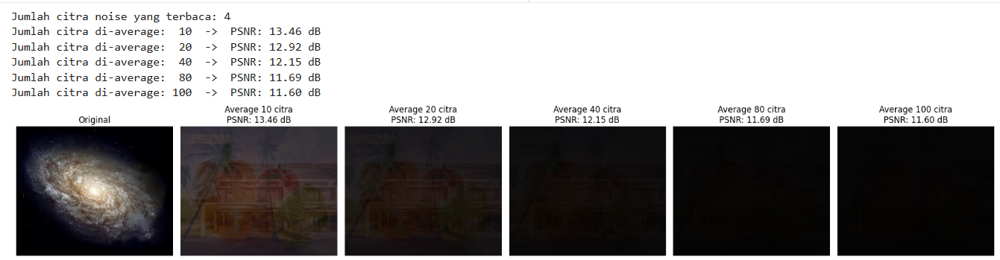 Jumlah citra noise yang terbaca: 4
Jumlah citra di-average:  10  ->  PSNR: 13.46 dB
Jumlah citra di-average:  20  ->  PSNR: 12.92 dB
Jumlah citra di-average:  40  ->  PSNR: 12.15 dB
Jumlah citra di-average:  80  ->  PSNR: 11.69 dB
Jumlah citra di-average: 100  ->  PSNR: 11.60 dB
Original
Average 10 citra
PSNR: 13.46 dB
Average 20 citra
PSNR: 12.92 dB
Average 40 citra
PSNR: 12.15 dB
Average 80 citra
PSNR: 11.69 dB
Average 100 citra
PSNR: 11.60 dB